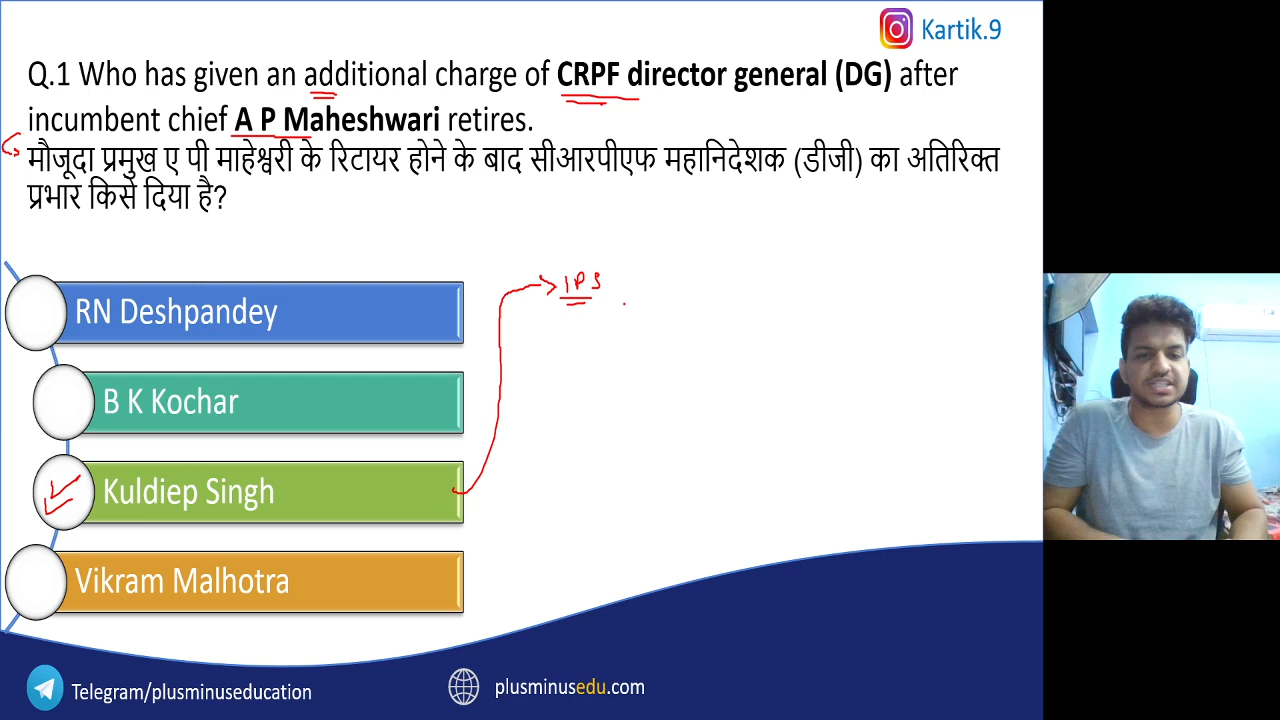 Kartik.9
Q.1 Who has given an additional charge of CRPF director general (DG) after
incumbent chief A P Maheshwari retires.
मौजूदा प्रमुख ए पी माहेश्वरी के रिटायर होने के बाद सीआरपीएफ महानिदेशक (डीजी) का अतिरिक्त
प्रभार किसे दिया है?
IPS
RN Deshpandey
B K Kochar
Kuldiep Singh
Vikram Malhotra
Telegram/plusminuseducation
plusminusedu.com